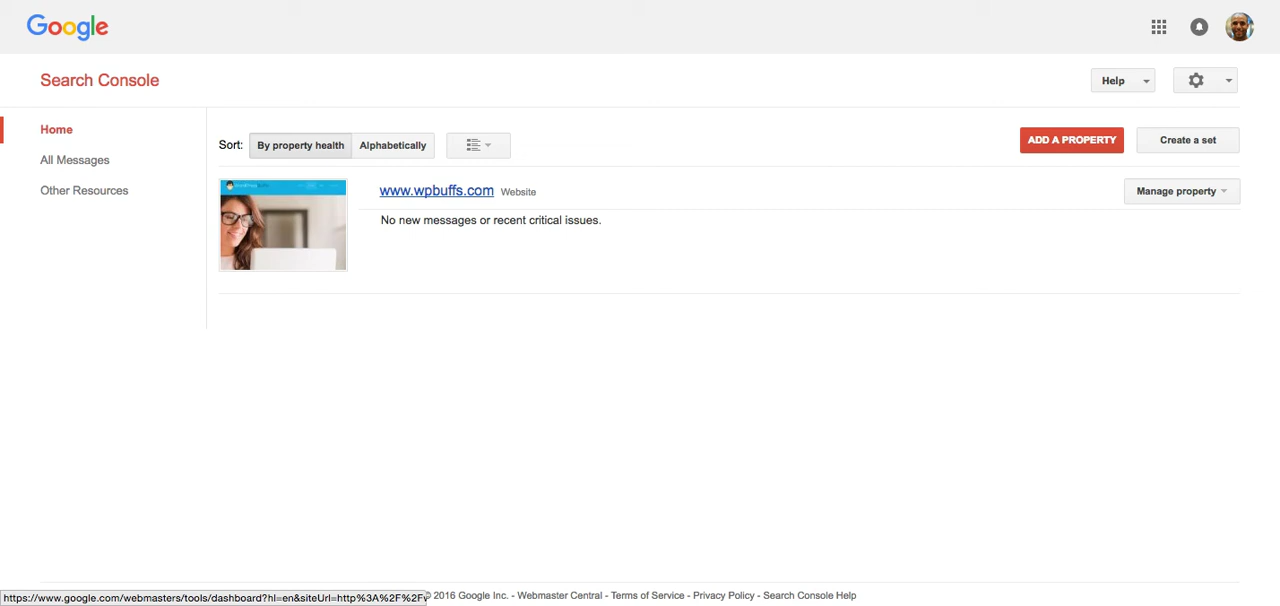 Google
Search Console
Help
Home
All Messages
Other Resources
Sort: By property health Alphabetically
ADD A PROPERTY Create a set
www.wpbuffs.com Website
Manage property
No new messages or recent critical issues.
© 2016 Google Inc. - Webmaster Central - Terms of Service - Privacy Policy - Search Console Help
https://www.google.com/webmasters/tools/dashboard?hl=en&siteUrl=http%3A%2F%2Fv